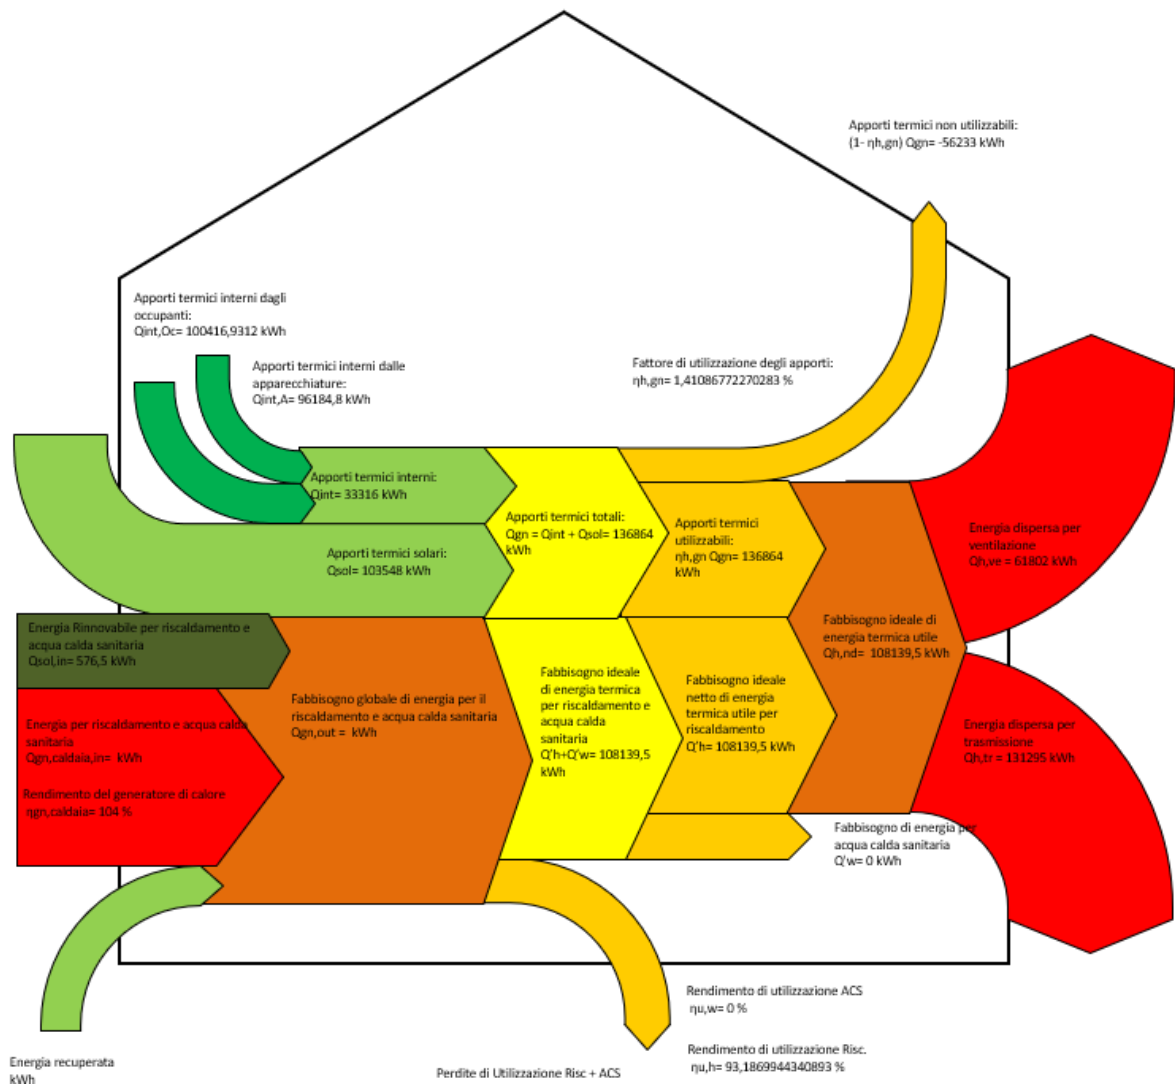 Apporti termici non utilizzabili:
(1- ηh,gn) Qgn= -56233 kWh
Apporti termici interni dagli
occupanti:
Qint,Oc= 100416,9312 kWh
Apporti termici interni dalle
apparecchiature:
Qint,A= 96184,8 kWh
Fattore di utilizzazione degli apporti:
ηh,gn= 1,41086772270283 %
Apporti termici interni:
Qint= 33316 kWh
Apporti termici solari:
Qsol= 103548 kWh
Apporti termici totali:
Qgn = Qint + Qsol= 136864
kWh
Apporti termici
utilizzabili:
ηh,gn Qgn= 136864
kWh
Energia dispersa per
ventilazione
Qh,ve = 61802 kWh
Energia Rinnovabile per riscaldamento e
acqua calda sanitaria
Qsol,in= 576,5 kWh
Fabbisogno ideale di
energia termica utile
Qh,nd=  108139,5 kWh
Fabbisogno globale di energia per il
riscaldamento e acqua calda sanitaria
Qgn,out =  kWh
Fabbisogno ideale
di energia termica
per riscaldamento e
acqua calda
sanitaria
Q'h+Q'w= 108139,5
kWh
Fabbisogno ideale
netto di energia
termica utile per
riscaldamento
Q'h= 108139,5 kWh
Energia per riscaldamento e acqua calda
sanitaria
Qgn,caldaia,in=  kWh
Rendimento del generatore di calore
ηgn,caldaia= 104 %
Energia dispersa per
trasmissione
Qh,tr = 131295 kWh
Fabbisogno di energia per
acqua calda sanitaria
Q'w= 0 kWh
Rendimento di utilizzazione ACS
ηu,w= 0 %
Rendimento di utilizzazione Risc.
ηu,h= 93,1869944340893 %
Energia recuperata
kWh
Perdite di Utilizzazione Risc + ACS